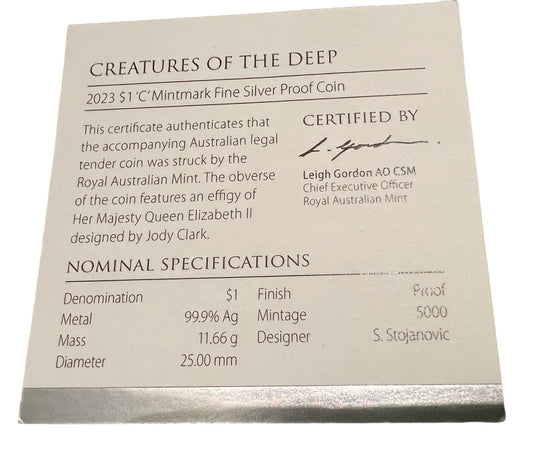 CREATURES OF THE DEEP
2023 $1 'C' Mintmark Fine Silver Proof Coin
This certificate authenticates that
the accompanying Australian legal
tender coin was struck by the
Royal Australian Mint. The obverse
of the coin features an effigy of
Her Majesty Queen Elizabeth II
designed by Jody Clark.
CERTIFIED BY
L. Gordon
Leigh Gordon AO CSM
Chief Executive Officer
Royal Australian Mint
NOMINAL SPECIFICATIONS
Denomination $1
Metal 99.9% Ag
Mass 11.66 g
Diameter 25.00 mm
Finish Proof
Mintage 5000
Designer S. Stojanovic